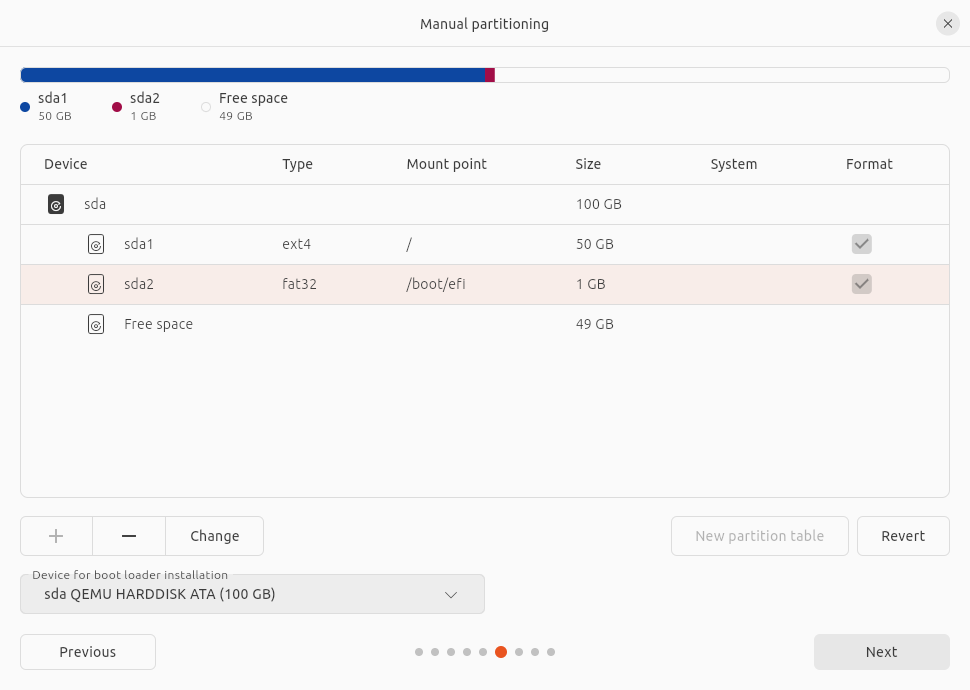 Manual partitioning
sda1
50 GB
sda2
1 GB
Free space
49 GB
Device Type Mount point Size System Format
sda 100 GB
sda1 ext4 / 50 GB
sda2 fat32 /boot/efi 1 GB
Free space 49 GB
+ − Change New partition table Revert
Device for boot loader installation
sda QEMU HARDDISK ATA (100 GB)
Previous Next